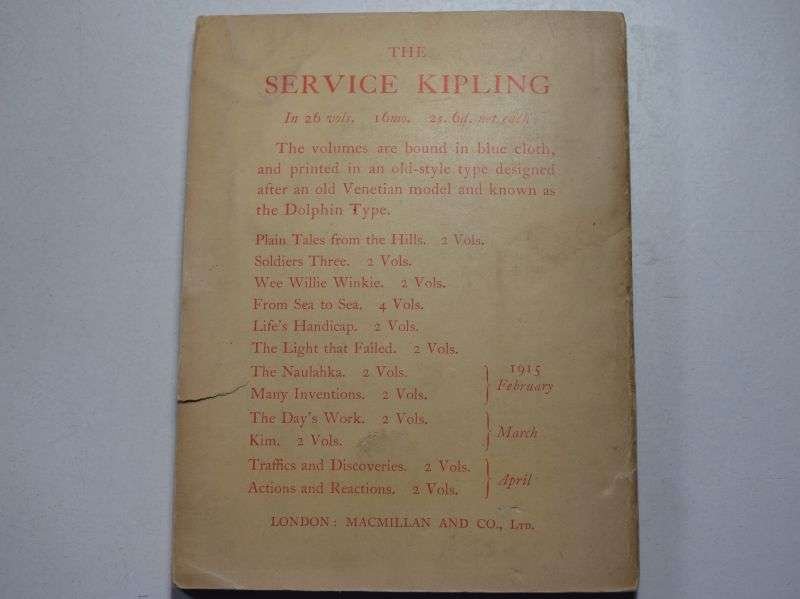 THE
SERVICE KIPLING
In 26 vols. 16mo. 2s. 6d. net each
The volumes are bound in blue cloth,
and printed in an old-style type designed
after an old Venetian model and known as
the Dolphin Type.
Plain Tales from the Hills. 2 Vols.
Soldiers Three. 2 Vols.
Wee Willie Winkie. 2 Vols.
From Sea to Sea. 4 Vols.
Life's Handicap. 2 Vols.
The Light that Failed. 2 Vols.
The Naulahka. 2 Vols.
Many Inventions. 2 Vols.
1915
February
The Day's Work. 2 Vols.
Kim. 2 Vols.
March
Traffics and Discoveries. 2 Vols.
Actions and Reactions. 2 Vols.
April
LONDON: MACMILLAN AND CO., LTD.